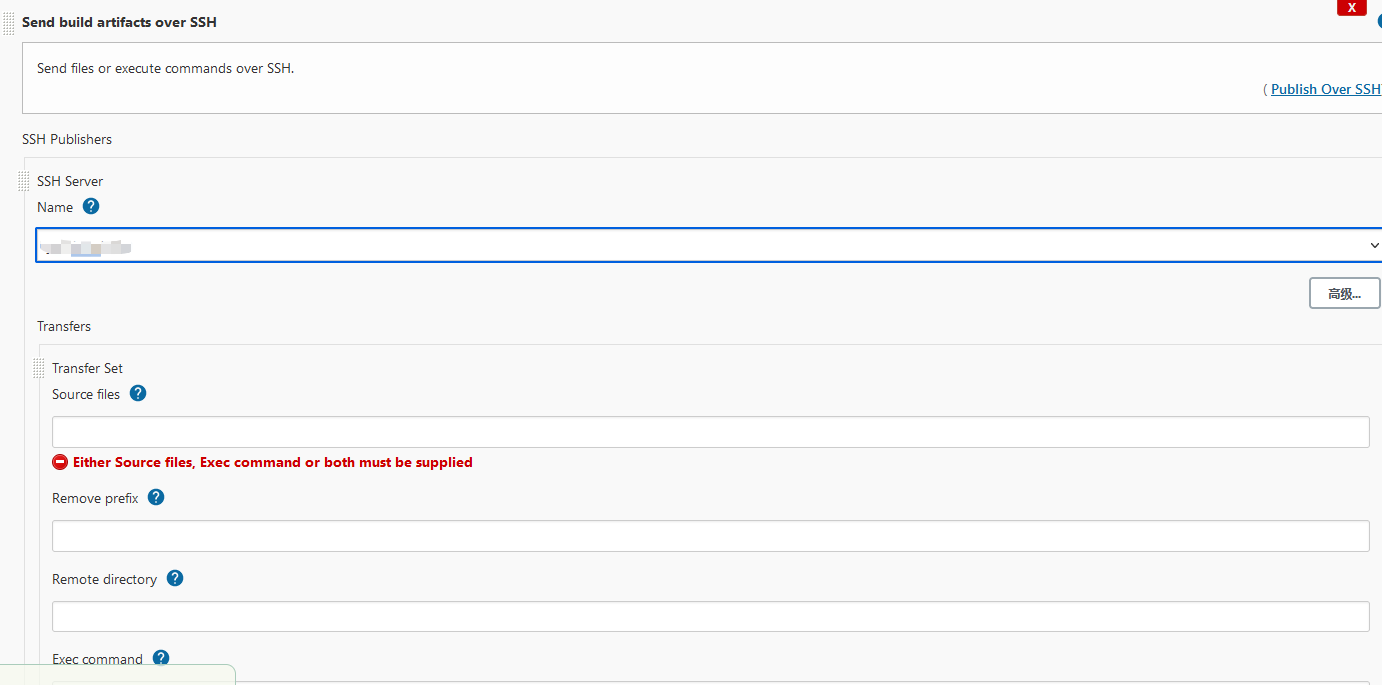 Send build artifacts over SSH
X
Send files or execute commands over SSH.
( Publish Over SSH
SSH Publishers
SSH Server
Name ?
高级...
Transfers
Transfer Set
Source files ?
Either Source files, Exec command or both must be supplied
Remove prefix ?
Remote directory ?
Exec command ?